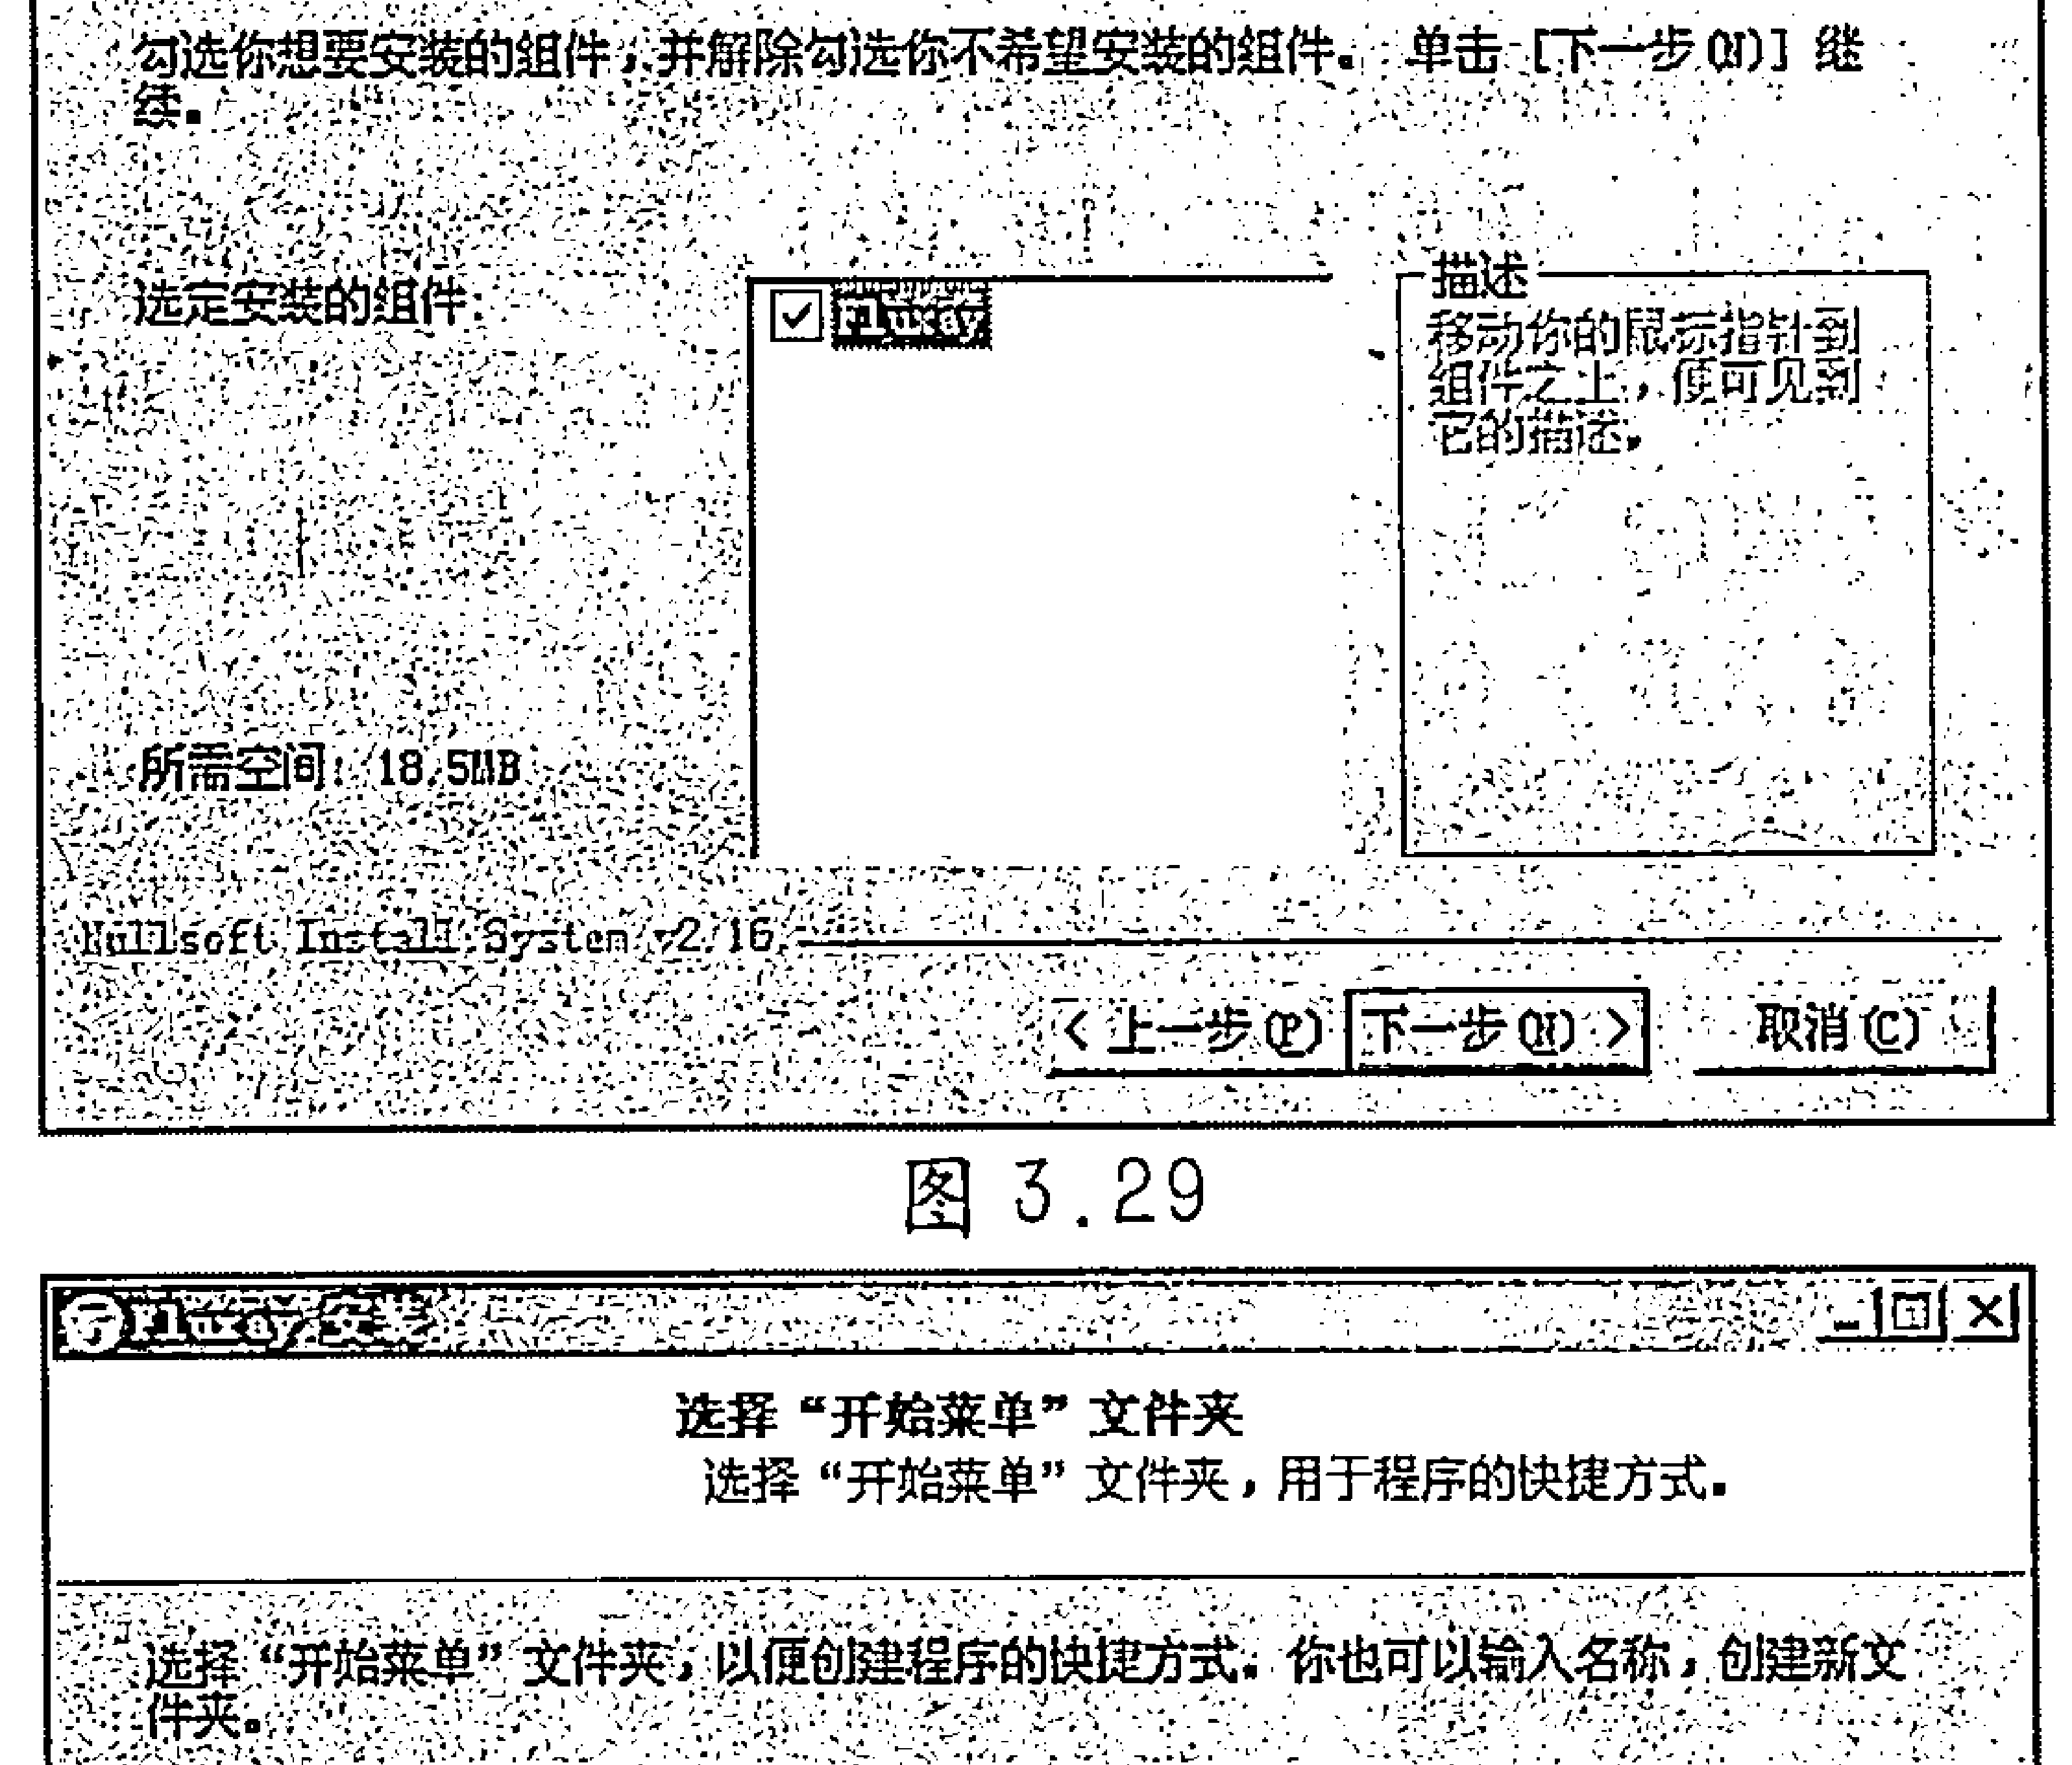 勾选你想要安装的组件，并解除勾选你不希望安装的组件。 单击 [下一步(N)] 继
续。
选定安装的组件:
Fluxay
描述
移动你的鼠标指针到
组件之上，便可见到
它的描述。
所需空间: 18.5MB
Nullsoft Install System v2.16
< 上一步(P) 下一步(N) > 取消(C)
图 3.29
Fluxay 安装
选择“开始菜单”文件夹
选择“开始菜单”文件夹，用于程序的快捷方式。
选择“开始菜单”文件夹，以便创建程序的快捷方式。你也可以输入名称，创建新文
件夹。